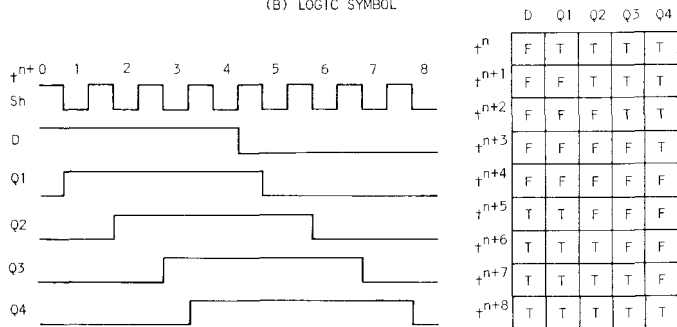 (B) LOGIC SYMBOL
t^n+ 0 1 2 3 4 5 6 7 8
Sh
D
Q1
Q2
Q3
Q4
D Q1 Q2 Q3 Q4
t^n F T T T T
t^n+1 F F T T T
t^n+2 F F F T T
t^n+3 F F F F T
t^n+4 F F F F F
t^n+5 T T F F F
t^n+6 T T T F F
t^n+7 T T T T F
t^n+8 T T T T T